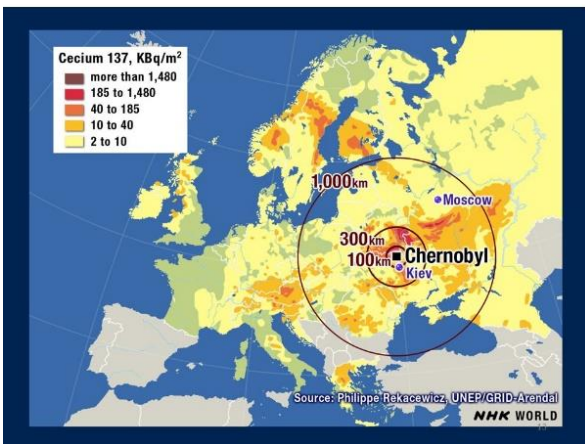 Cecium 137, KBq/m²
more than 1,480
185 to 1,480
40 to 185
10 to 40
2 to 10
1,000km
Moscow
300km
100km
Chernobyl
Kiev
Source: Philippe Rekacewicz, UNEP/GRID-Arendal
NHK WORLD